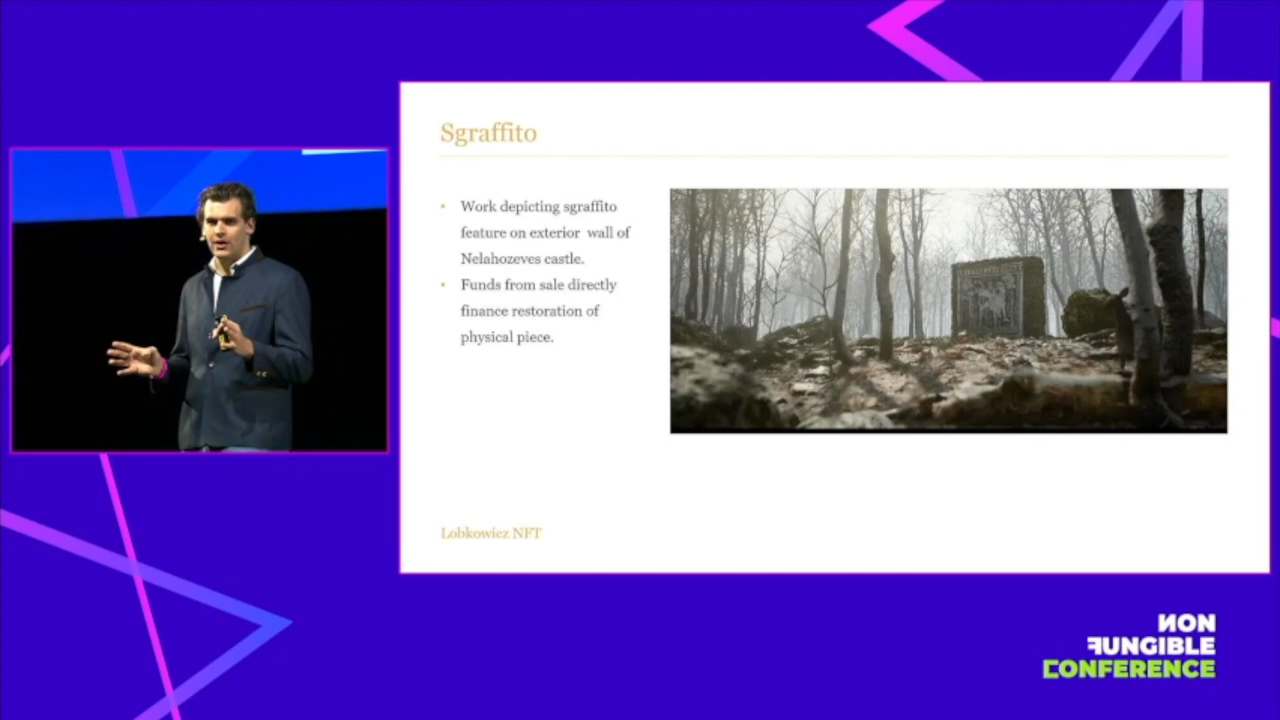 Sgraffito
• Work depicting sgraffito
feature on exterior wall of
Nelahozeves castle.
• Funds from sale directly
finance restoration of
physical piece.
Lobkowicz NFT
NON
FUNGIBLE
CONFERENCE